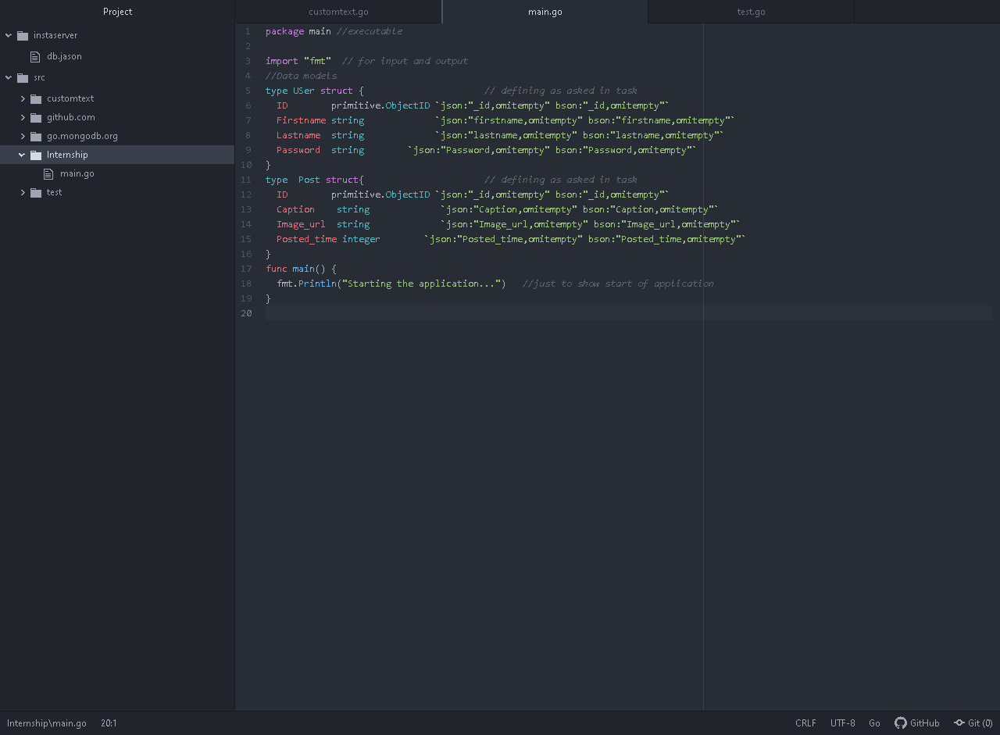 Project
instaserver
db.jason
src
customtext
github.com
go.mongodb.org
Internship
main.go
test
customtext.go main.go test.go
1 package main //executable
2
3 import "fmt" // for input and output
4 //Data models
5 type USer struct { // defining as asked in task
6 ID primitive.ObjectID `json:"_id,omitempty" bson:"_id,omitempty"`
7 Firstname string `json:"firstname,omitempty" bson:"firstname,omitempty"`
8 Lastname string `json:"lastname,omitempty" bson:"lastname,omitempty"`
9 Password string `json:"Password,omitempty" bson:"Password,omitempty"`
10 }
11 type Post struct{ // defining as asked in task
12 ID primitive.ObjectID `json:"_id,omitempty" bson:"_id,omitempty"`
13 Caption string `json:"Caption,omitempty" bson:"Caption,omitempty"`
14 Image_url string `json:"Image_url,omitempty" bson:"Image_url,omitempty"`
15 Posted_time integer `json:"Posted_time,omitempty" bson:"Posted_time,omitempty"`
16 }
17 func main() {
18 fmt.Println("Starting the application...") //just to show start of application
19 }
20
Internship\main.go 20:1 CRLF UTF-8 Go GitHub Git (0)